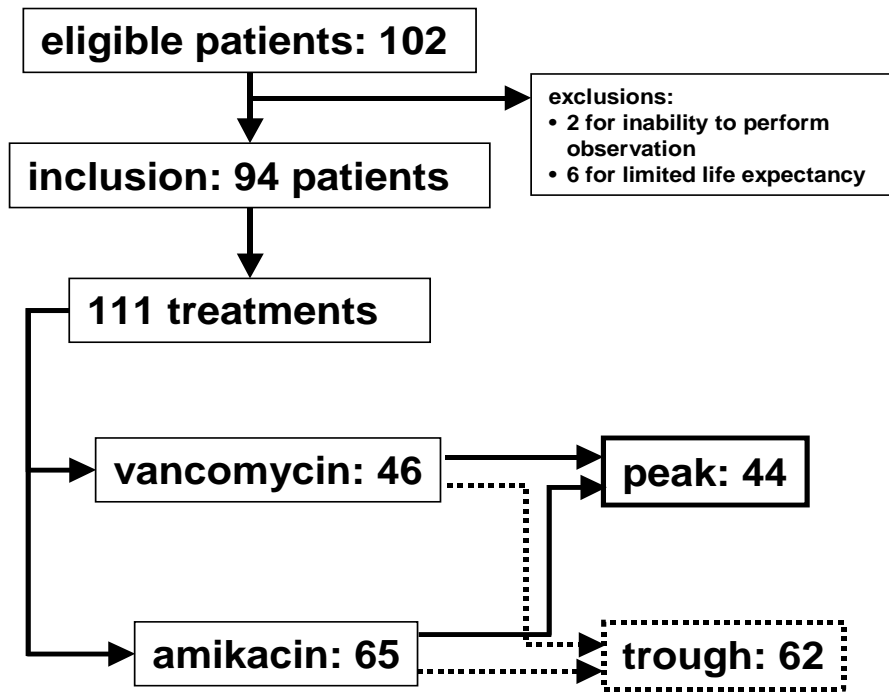 eligible patients: 102
exclusions:
• 2 for inability to perform
observation
• 6 for limited life expectancy
inclusion: 94 patients
111 treatments
vancomycin: 46
peak: 44
amikacin: 65
trough: 62